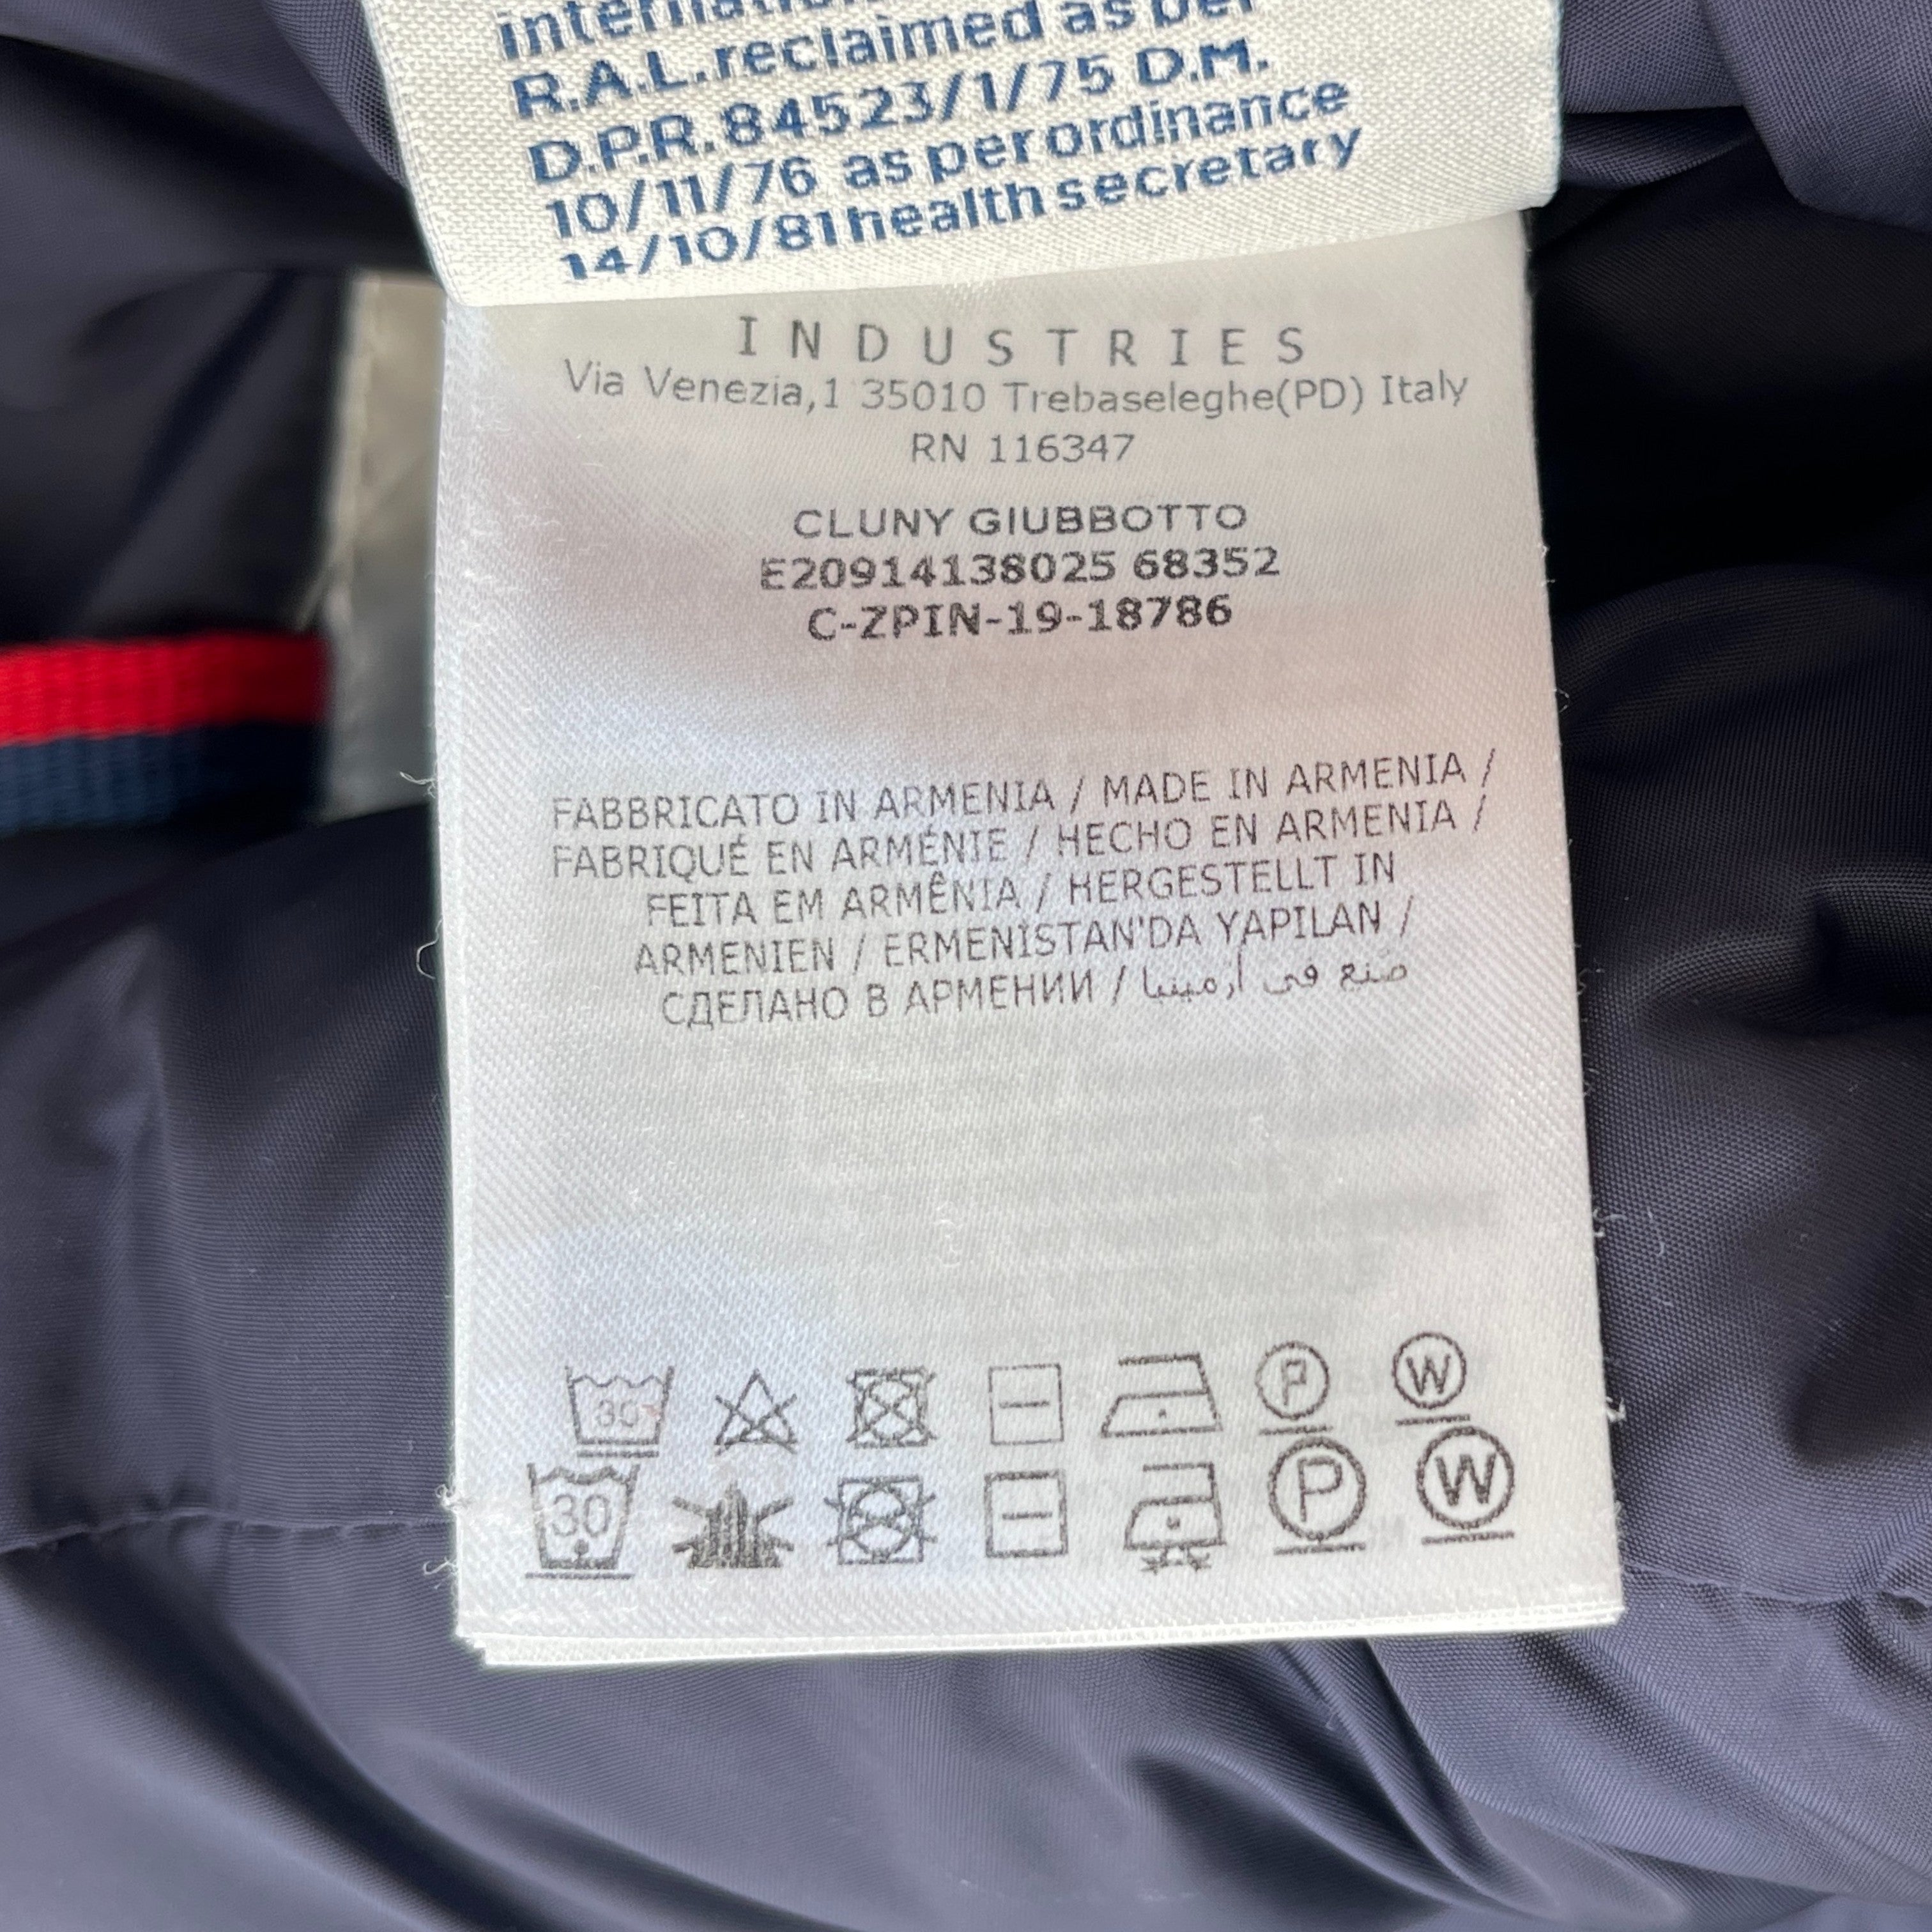 R.A.L. reclaimed as per
D.P.R. 84523/1/75 D.M.
10/11/76 as per ordinance
14/10/81 health secretary
INDUSTRIES
Via Venezia,1 35010 Trebaseleghe(PD) Italy
RN 116347
CLUNY GIUBBOTTO
E20914138025 68352
C-ZPIN-19-18786
FABBRICATO IN ARMENIA / MADE IN ARMENIA /
FABRIQUÉ EN ARMÉNIE / HECHO EN ARMENIA /
FEITA EM ARMÊNIA / HERGESTELLT IN
ARMENIEN / ERMENİSTAN'DA YAPILAN /
СДЕЛАНО В АРМЕНИИ / صنع في أرمينيا
30 P W
30 P W